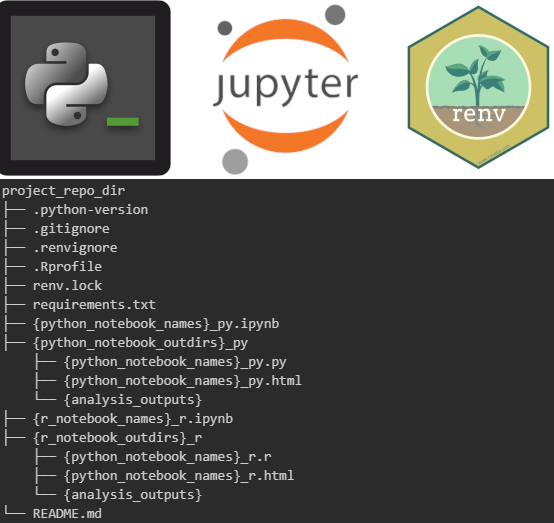 jupyter
renv
project_repo_dir
├── .python-version
├── .gitignore
├── .renvignore
├── .Rprofile
├── renv.lock
├── requirements.txt
├── {python_notebook_names}_py.ipynb
├── {python_notebook_outdirs}_py
    ├── {python_notebook_names}_py.py
    ├── {python_notebook_names}_py.html
    └── {analysis_outputs}
├── {r_notebook_names}_r.ipynb
├── {r_notebook_outdirs}_r
    ├── {python_notebook_names}_r.r
    ├── {python_notebook_names}_r.html
    └── {analysis_outputs}
└── README.md